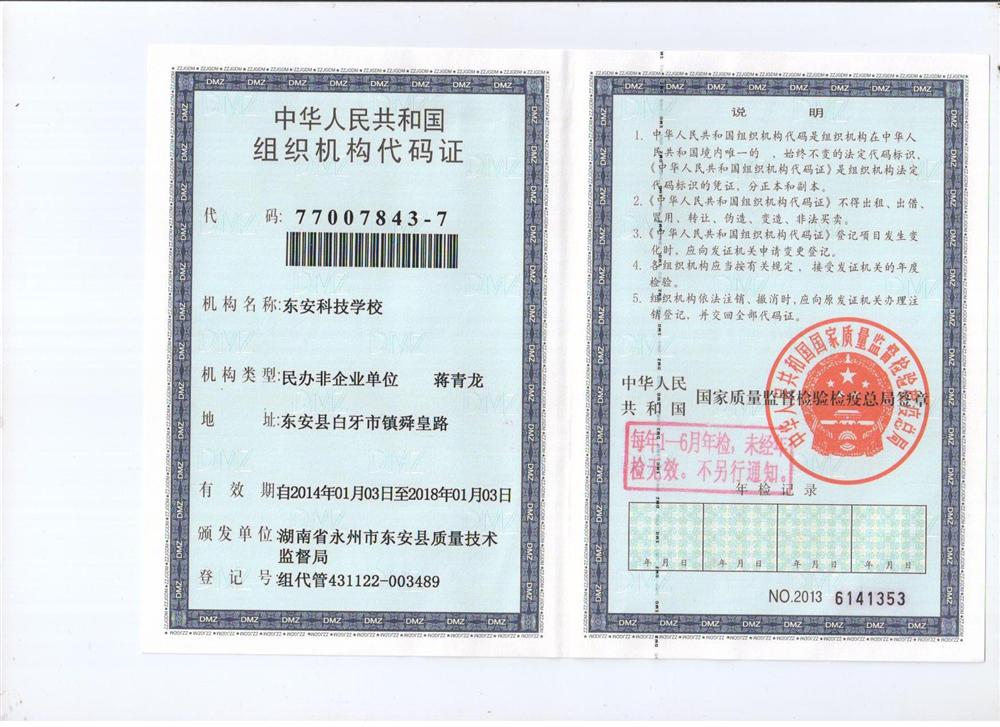 中华人民共和国
组织机构代码证
代 码: 77007843-7
机构名称:东安科技学校
机构类型:民办非企业单位 蒋青龙
地 址:东安县白牙市镇舜皇路
有 效 期:自2014年01月03日至2018年01月03日
颁发单位:湖南省永州市东安县质量技术
监督局
登 记 号:组代管431122-003489
说 明
1. 中华人民共和国组织机构代码是组织机构在中华人
民共和国境内唯一的 、始终不变的法定代码标识、
《中华人民共和国组织机构代码证》是组织机构法定
代码标识的凭证，分正本和副本。
2.《中华人民共和国组织机构代码证》不得出租、出借、
冒用、转让、伪造、变造、非法买卖。
3.《中华人民共和国组织机构代码证》登记项目发生变
化时，应向发证机关申请变更登记。
4. 各组织机构应当按有关规定，接受发证机关的年度
检验。
5. 组织机构依法注销、撤消时，应向原发证机关办理注
销登记，并交回全部代码证。
中华人民
共和国 国家质量监督检验检疫总局签章
中华人民共和国国家质量监督检验检疫总局
每年1—6月年检，未经年
检无效。不另行通知。
年检记录
年 月 日 年 月 日 年 月 日 年 月 日
NO.2013 6141353